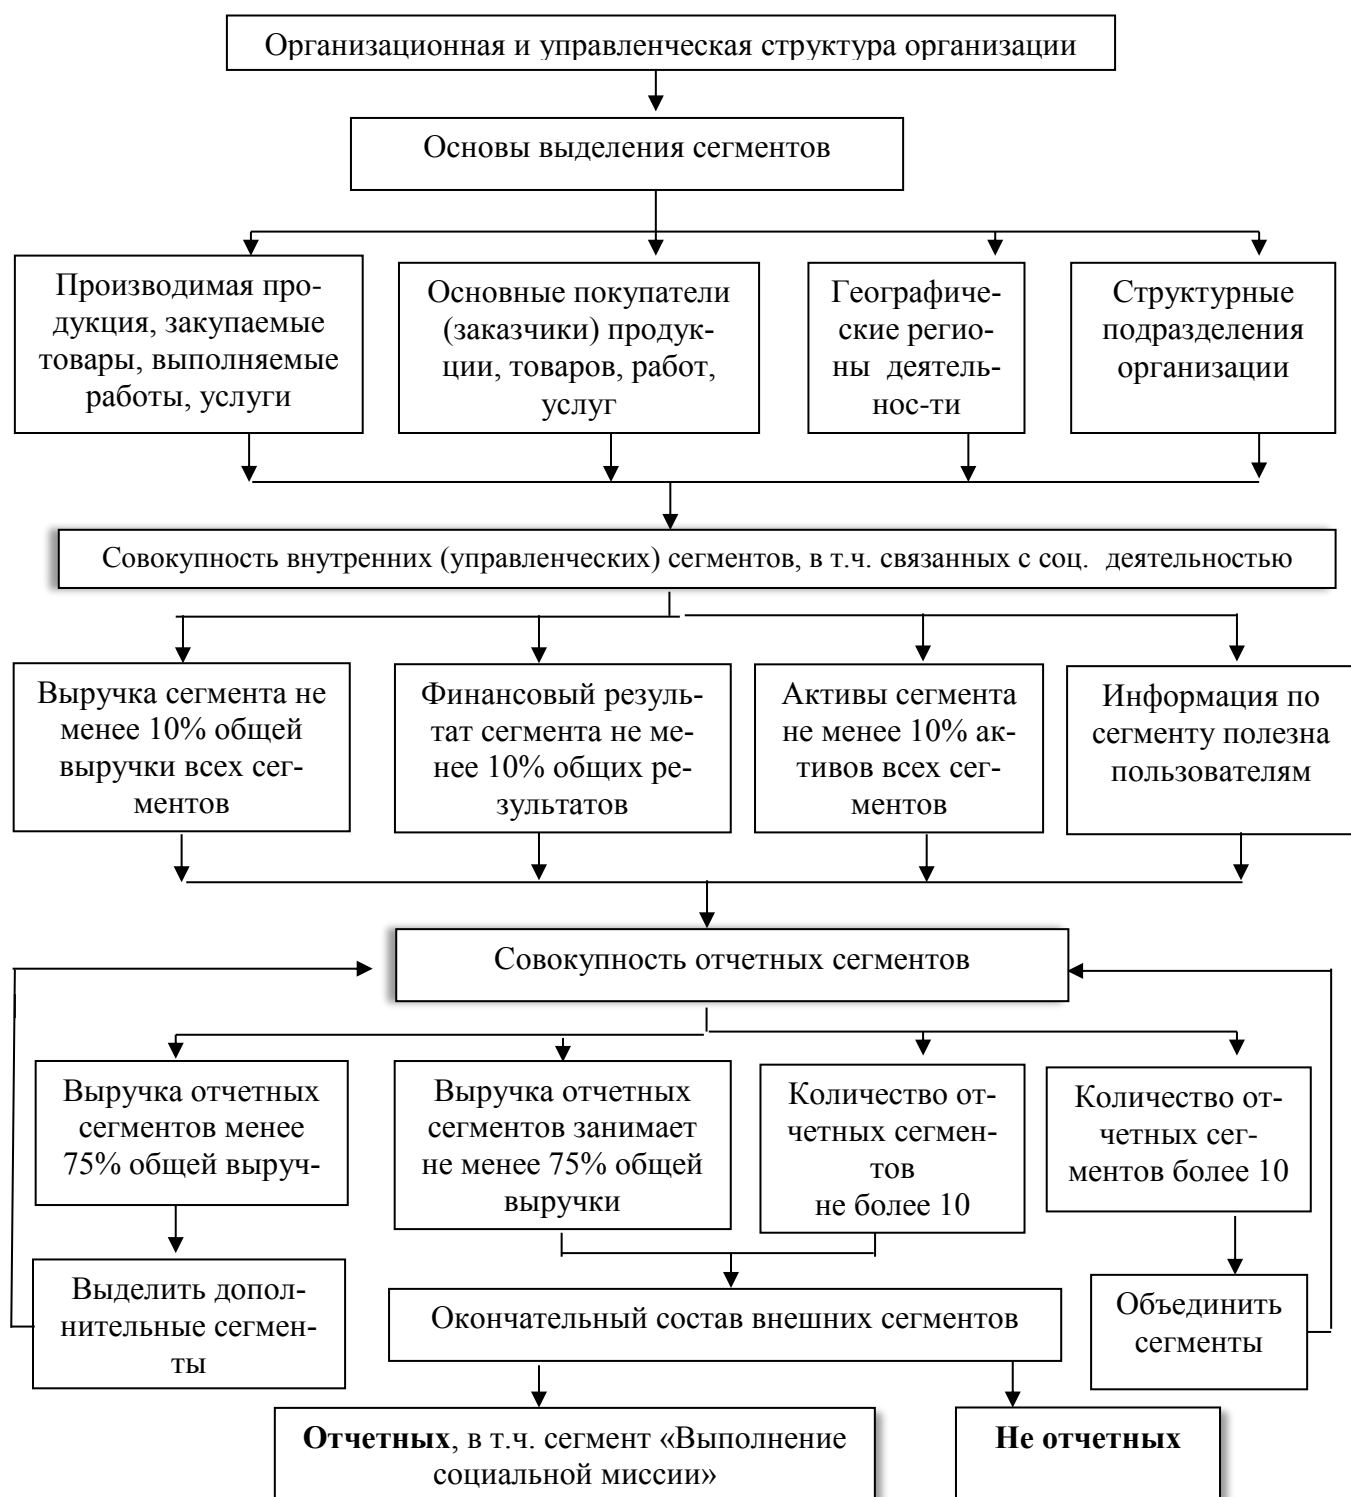 Организационная и управленческая структура организации
Основы выделения сегментов
Производимая про-
дукция, закупаемые
товары, выполняемые
работы, услуги
Основные покупатели
(заказчики) продук-
ции, товаров, работ,
услуг
Географиче-
ские регио-
ны деятель-
нос-ти
Структурные
подразделения
организации
Совокупность внутренних (управленческих) сегментов, в т.ч. связанных с соц. деятельностью
Выручка сегмента не
менее 10% общей
выручки всех сег-
ментов
Финансовый резуль-
тат сегмента не ме-
нее 10% общих ре-
зультатов
Активы сегмента
не менее 10% ак-
тивов всех сег-
ментов
Информация по
сегменту полезна
пользователям
Совокупность отчетных сегментов
Выручка отчетных
сегментов менее
75% общей выруч-
Выручка отчетных
сегментов занимает
не менее 75% общей
выручки
Количество от-
четных сегмен-
тов
не более 10
Количество от-
четных сег-
ментов более 10
Выделить допол-
нительные сегмен-
ты
Окончательный состав внешних сегментов
Объединить
сегменты
Отчетных, в т.ч. сегмент «Выполнение
социальной миссии»
Не отчетных